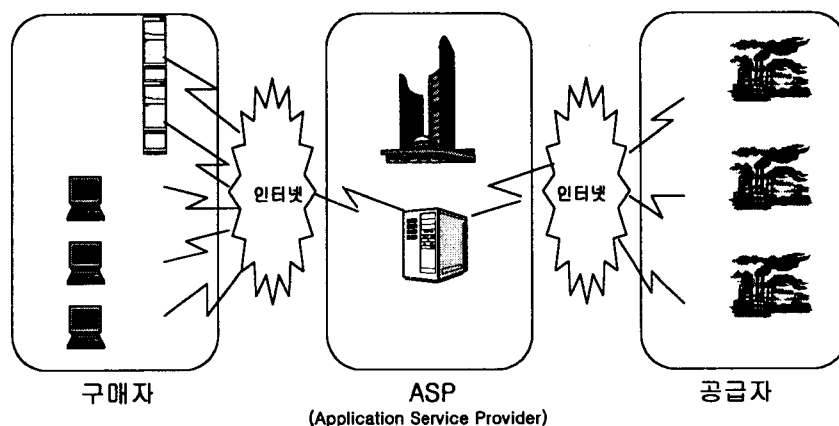 인터넷
인터넷
구매자
ASP
(Application Service Provider)
공급자